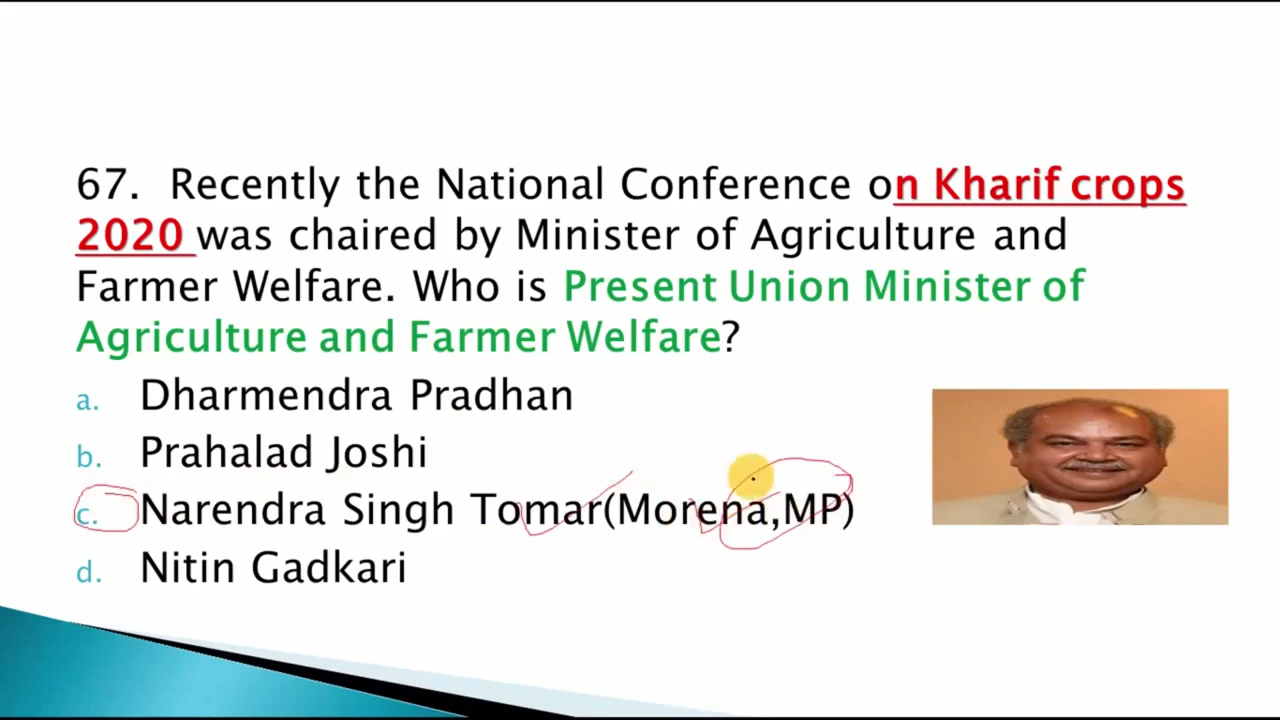 67. Recently the National Conference on Kharif crops
2020 was chaired by Minister of Agriculture and
Farmer Welfare. Who is Present Union Minister of
Agriculture and Farmer Welfare?
a. Dharmendra Pradhan
b. Prahalad Joshi
c. Narendra Singh Tomar(Morena,MP)
d. Nitin Gadkari